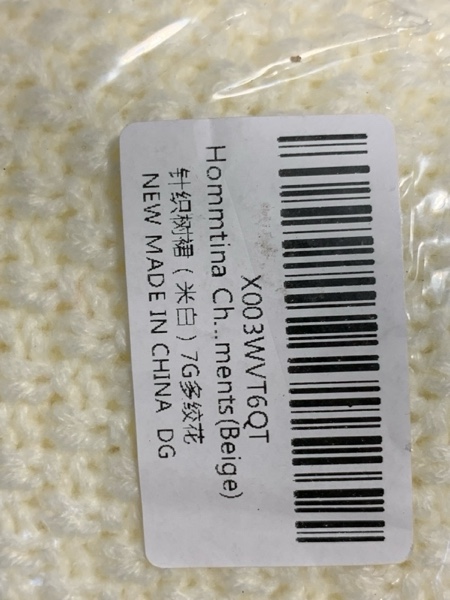 X003WVT6QT
Hommtina Ch...ments(Beige)
针织树裙（米白）7G多绞花
NEW MADE IN CHINA DG